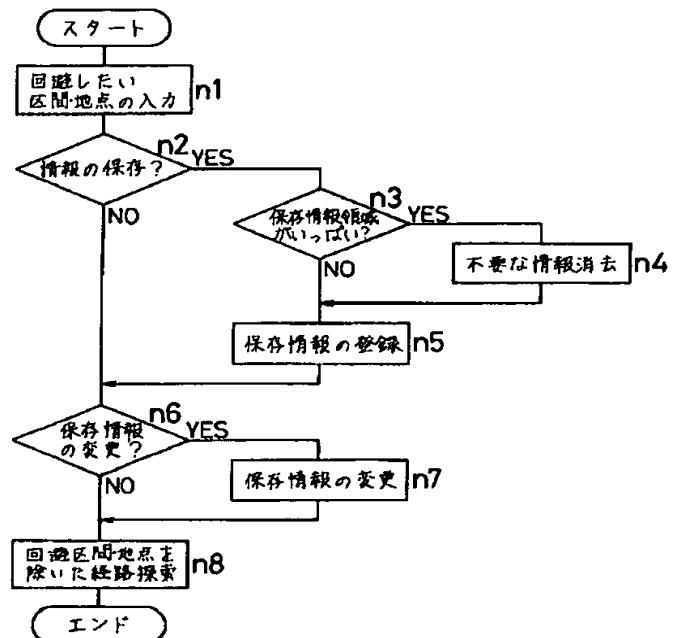 スタート
回避したい
区間・地点の入力
n1
情報の保存?
n2
YES
NO
保存情報領域
がいっぱい?
n3
YES
NO
不要な情報消去
n4
保存情報の登録
n5
保存情報
の変更?
n6
YES
NO
保存情報の変更
n7
回避区間・地点を
除いた経路探索
n8
エンド